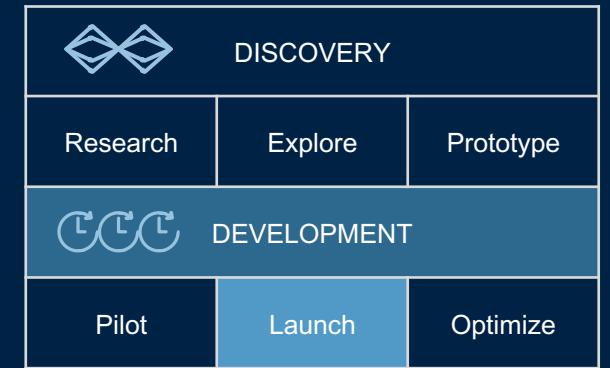 DISCOVERY
Research Explore Prototype
DEVELOPMENT
Pilot Launch Optimize